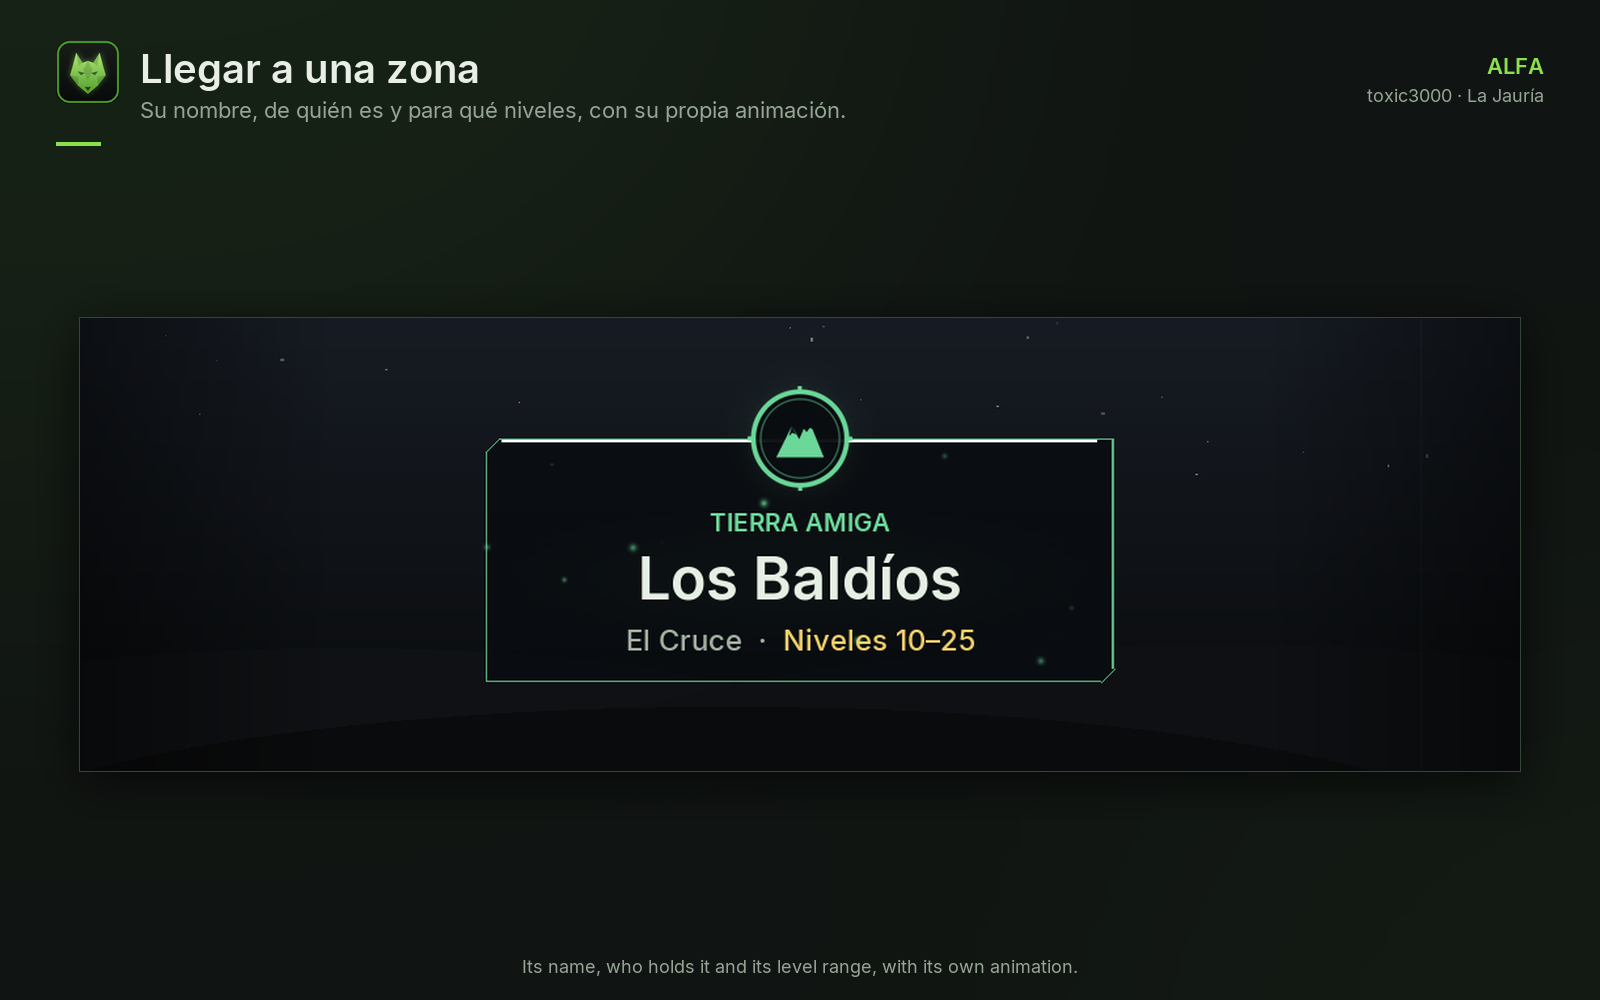 Llegar a una zona
Su nombre, de quién es y para qué niveles, con su propia animación.
ALFA
toxic3000 · La Jauría
TIERRA AMIGA
Los Baldíos
El Cruce · Niveles 10–25
Its name, who holds it and its level range, with its own animation.